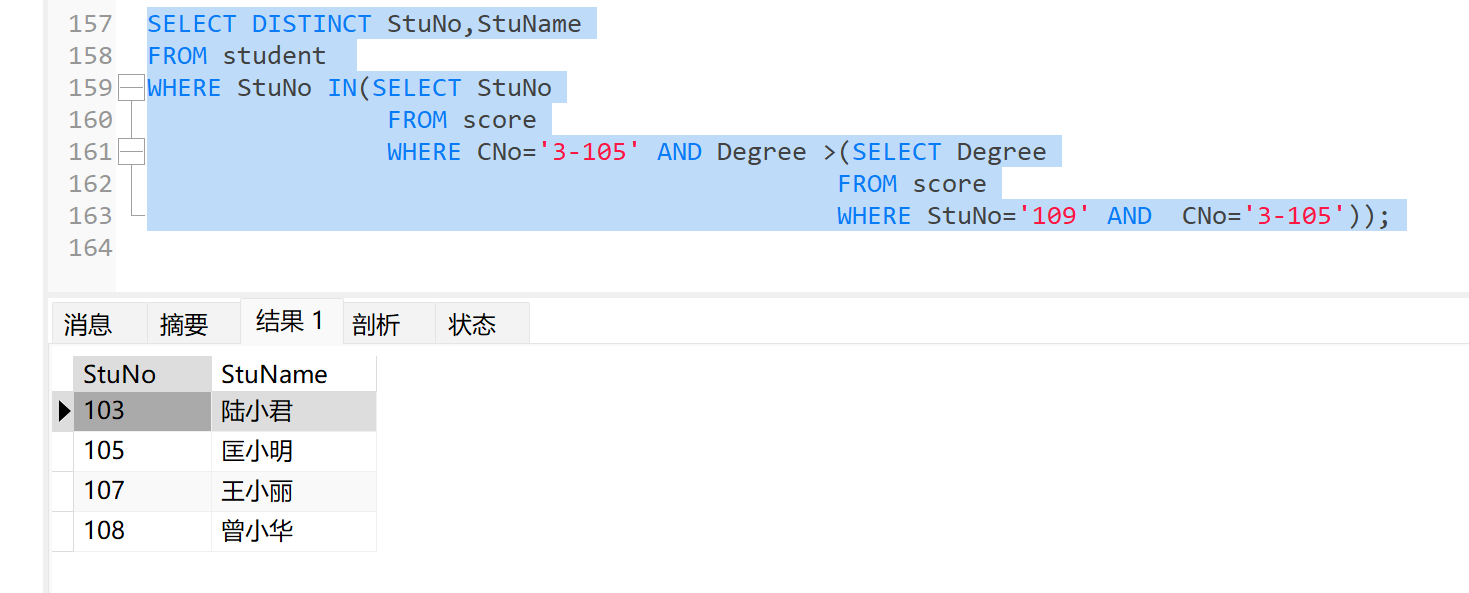 157 SELECT DISTINCT StuNo,StuName
158 FROM student
159 WHERE StuNo IN(SELECT StuNo
160 FROM score
161 WHERE CNo='3-105' AND Degree >(SELECT Degree
162 FROM score
163 WHERE StuNo='109' AND CNo='3-105'));
164
消息 摘要 结果 1 剖析 状态
StuNo StuName
103 陆小君
105 匡小明
107 王小丽
108 曾小华